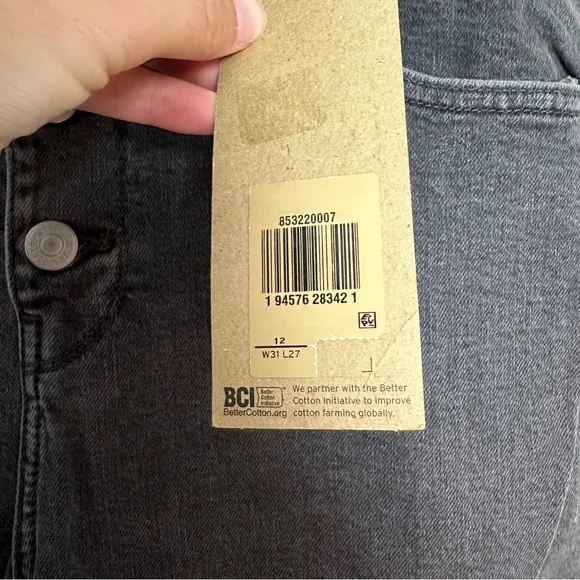 853220007
1 94576 28342 1
12
W31 L27
BCI Better Cotton Initiative™
BetterCotton.org
We partner with the Better
Cotton Initiative to improve
cotton farming globally.